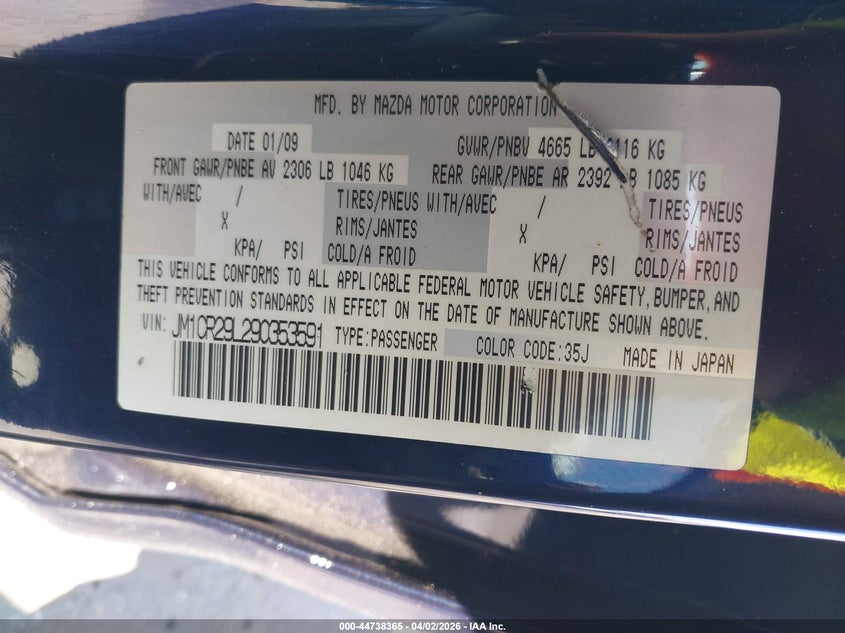 MFD. BY MAZDA MOTOR CORPORATION
DATE 01/09 GVWR/PNBV 4665 LB 116 KG
FRONT GAWR/PNBE AV 2306 LB 1046 KG REAR GAWR/PNBE AR 2392 B 1085 KG
WITH/AVEC / TIRES/PNEUS WITH/AVEC / TIRES/PNEUS
X RIMS/JANTES X RIMS/JANTES
KPA/ PSI COLD/A FROID KPA/ PSI COLD/A FROID
THIS VEHICLE CONFORMS TO ALL APPLICABLE FEDERAL MOTOR VEHICLE SAFETY, BUMPER, AND
THEFT PREVENTION STANDARDS IN EFFECT ON THE DATE OF MANUFACTURE SHOWN ABOVE.
VIN: JM1CR29L290353591 TYPE:PASSENGER COLOR CODE:35J MADE IN JAPAN
000-44738365 - 04/02/2026 - IAA Inc.